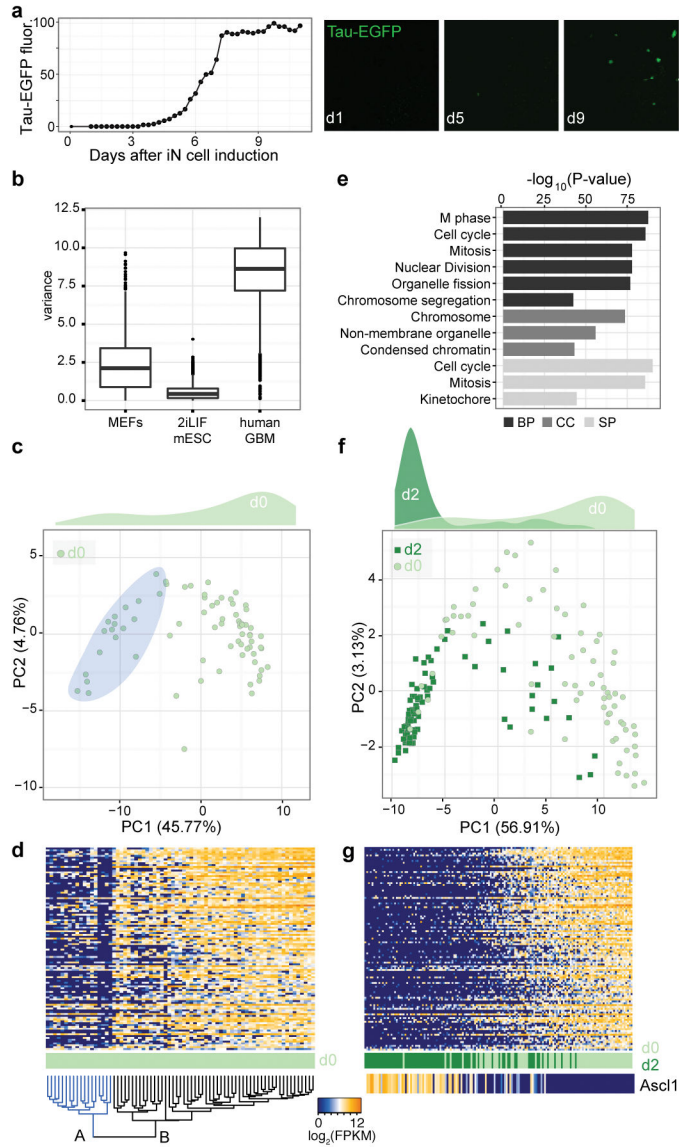 a
Tau-EGFP fluor.
100
50
0
0 3 6 9
Days after iN cell induction
Tau-EGFP
d1
d5
d9
b
variance
12.5
10.0
7.5
5.0
2.5
0.0
MEFs
2iLIF
mESC
human
GBM
e
-log10(P-value)
0 25 50 75
M phase
Cell cycle
Mitosis
Nuclear Division
Organelle fission
Chromosome segregation
Chromosome
Non-membrane organelle
Condensed chromatin
Cell cycle
Mitosis
Kinetochore
BP CC SP
c
d0
d0
PC2 (4.76%)
5
0
−5
−10
−10 0 10
PC1 (45.77%)
f
d2
d0
d2
d0
PC2 (3.13%)
4
2
0
−2
−10 −5 0 5 10
PC1 (56.91%)
d
d0
A B
0 12
log2(FPKM)
g
d0
d2
Ascl1